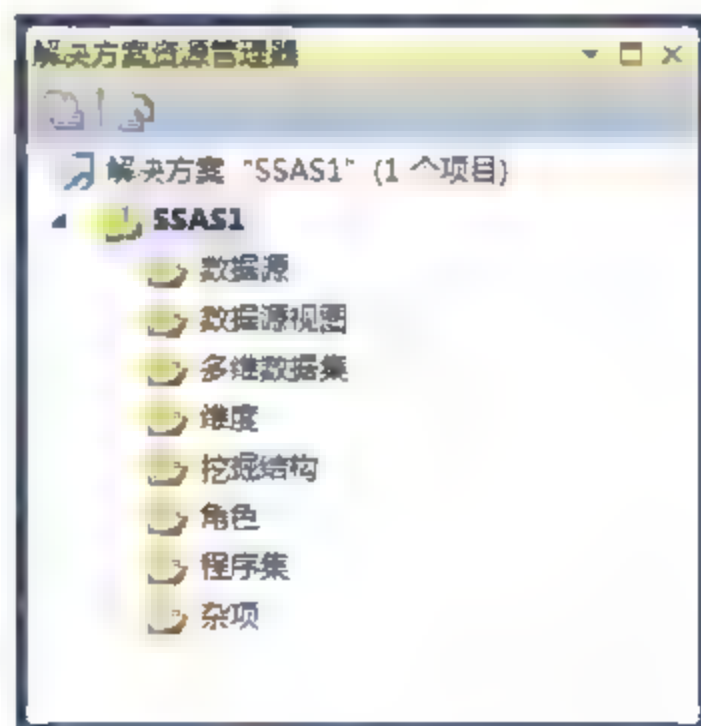 解决方案资源管理器
解决方案 "SSAS1" (1 个项目)
SSAS1
数据源
数据源视图
多维数据集
维度
挖掘结构
角色
程序集
杂项